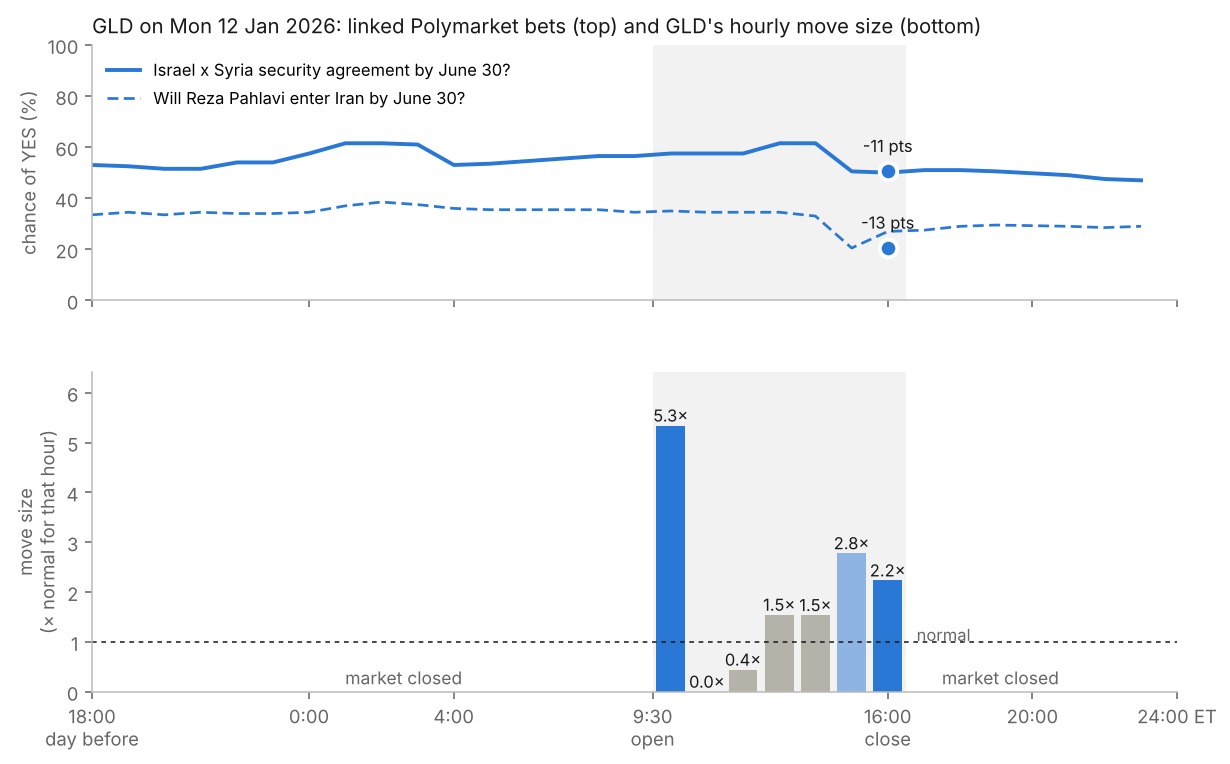 GLD on Mon 12 Jan 2026: linked Polymarket bets (top) and GLD's hourly move size (bottom)
100
80
60
40
20
0
chance of YES (%)
Israel x Syria security agreement by June 30?
Will Reza Pahlavi enter Iran by June 30?
-11 pts
-13 pts
6
5
4
3
2
1
0
move size
(× normal for that hour)
5.3×
0.0×
0.4×
1.5×
1.5×
2.8×
2.2×
normal
market closed
market closed
18:00
day before
0:00
4:00
9:30
open
16:00
close
20:00
24:00 ET